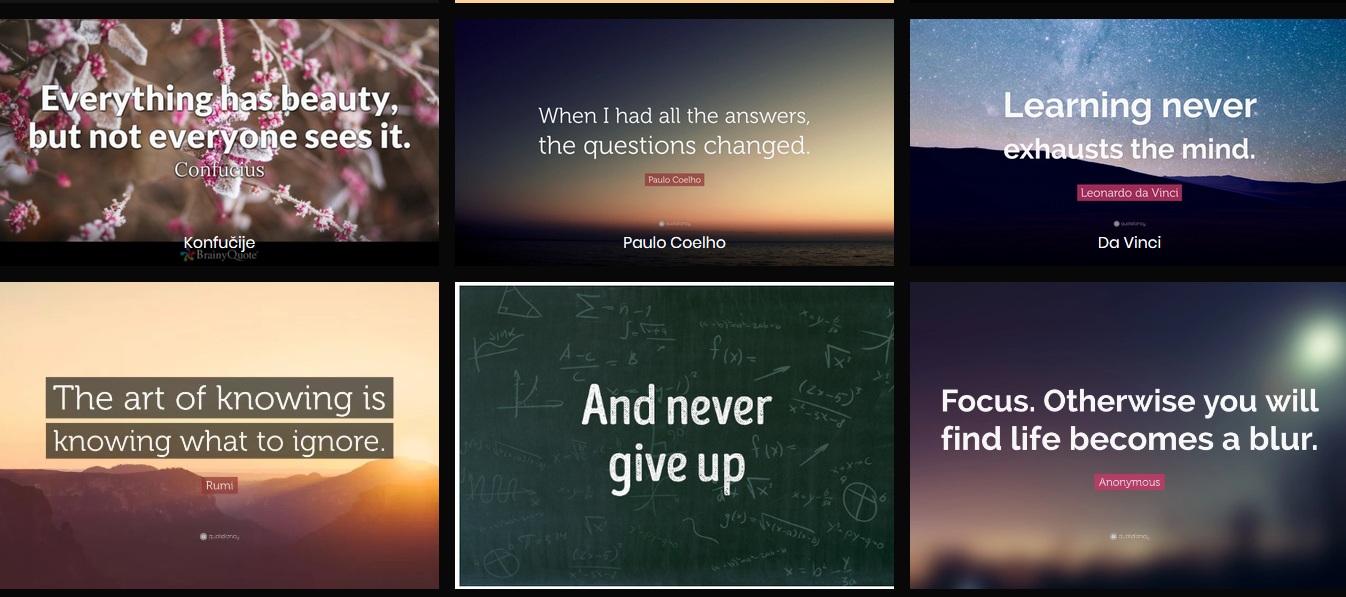 Everything has beauty,
but not everyone sees it.
Confucius
Konfučije
BrainyQuote
When I had all the answers,
the questions changed.
Paulo Coelho
quotefancy
Paulo Coelho
Learning never
exhausts the mind.
Leonardo da Vinci
quotefancy
Da Vinci
The art of knowing is
knowing what to ignore.
Rumi
quotefancy
And never
give up
Focus. Otherwise you will
find life becomes a blur.
Anonymous
quotefancy